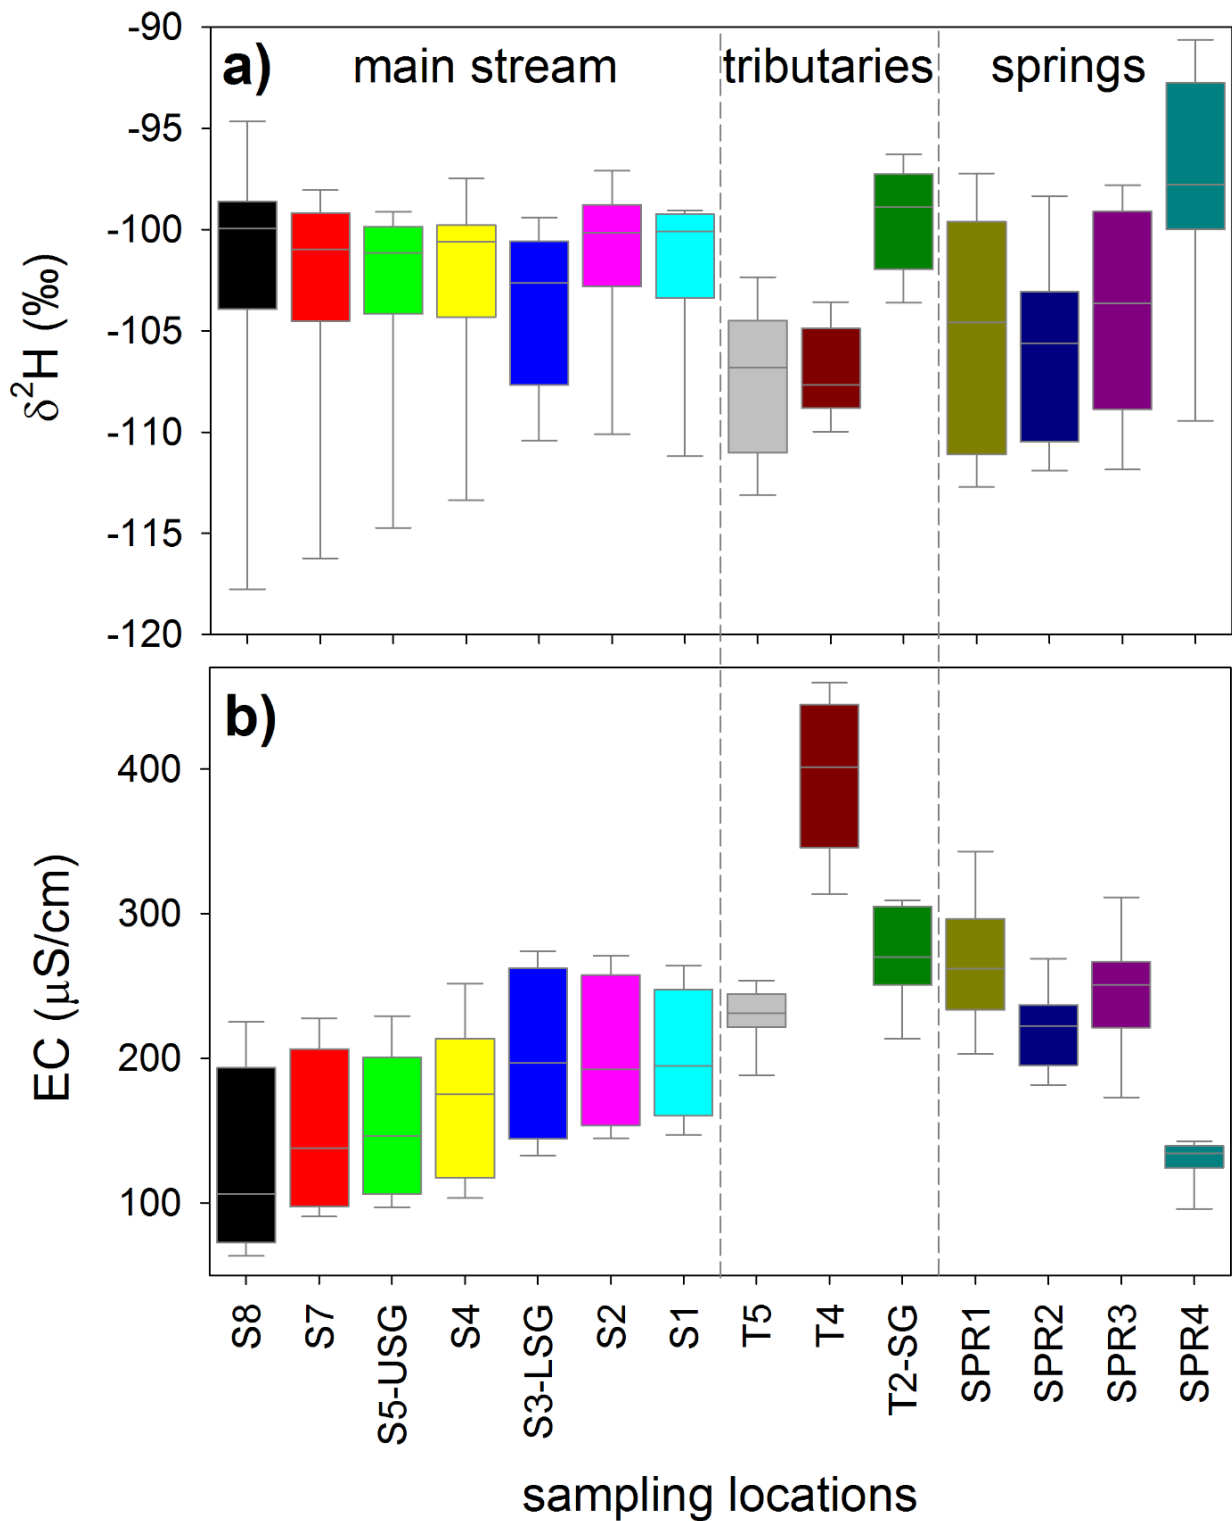 a) main stream tributaries springs
-90
-95
-100
-105
-110
-115
-120
δ²H (‰)
b)
400
300
200
100
EC (µS/cm)
S8 S7 S5-USG S4 S3-LSG S2 S1 T5 T4 T2-SG SPR1 SPR2 SPR3 SPR4
sampling locations